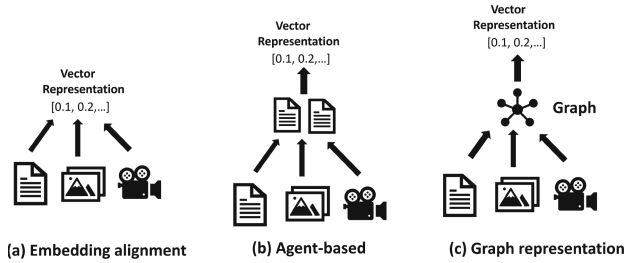 Vector
Representation
[0.1, 0.2,...]
(a) Embedding alignment
Vector
Representation
[0.1, 0.2,...]
(b) Agent-based
Vector
Representation
[0.1, 0.2,...]
Graph
(c) Graph representation